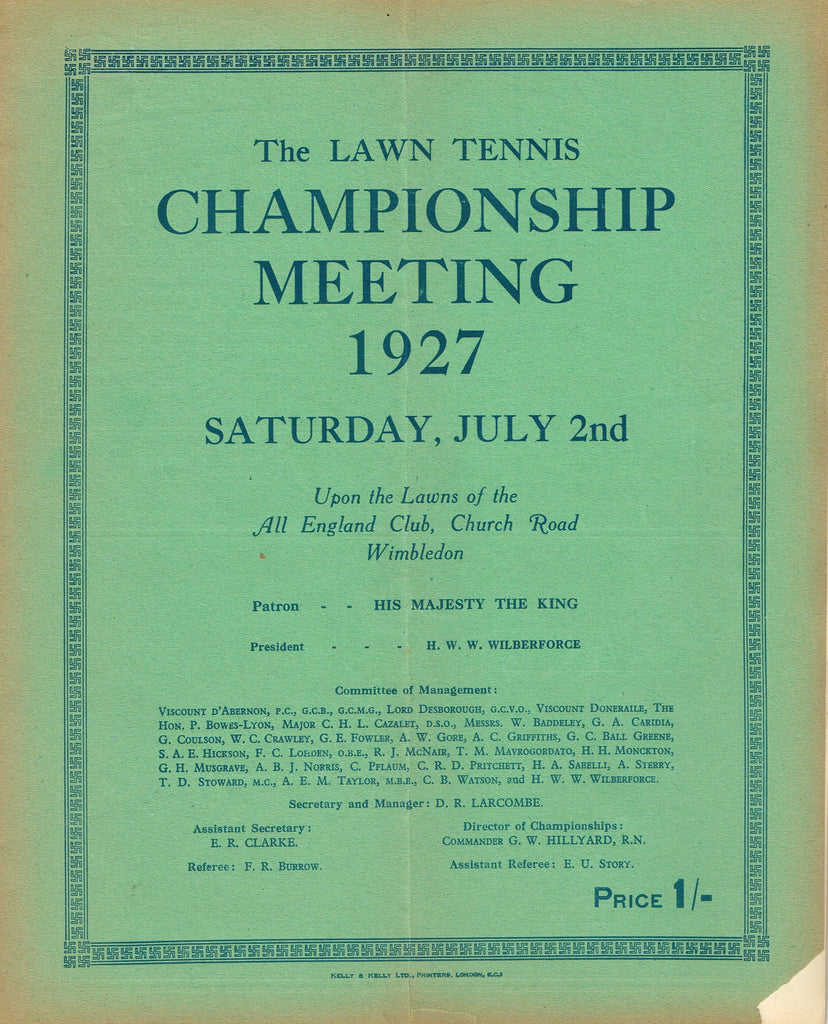 The LAWN TENNIS
CHAMPIONSHIP
MEETING
1927
SATURDAY, JULY 2nd
Upon the Lawns of the
All England Club, Church Road
Wimbledon
Patron - - HIS MAJESTY THE KING
President - - - H. W. W. WILBERFORCE
Committee of Management:
VISCOUNT D'ABERNON, P.C., G.C.B., G.C.M.G., LORD DESBOROUGH, G.C.V.O., VISCOUNT DONERAILE, THE
HON. P. BOWES-LYON, MAJOR C. H. L. CAZALET, D.S.O., MESSRS. W. BADDELEY, G. A. CARIDIA,
G. COULSON, W. C. CRAWLEY, G. E. FOWLER, A. W. GORE, A. C. GRIFFITHS, G. C. BALL GREENE,
S. A. E. HICKSON, F. C. LOHDEN, O.B.E., R. J. MCNAIR, T. M. MAVROGORDATO, H. H. MONCKTON,
G. H. MUSGRAVE, A. B. J. NORRIS, C. PFLAUM, C. R. D. PRITCHETT, H. A. SABELLI, A. STERRY,
T. D. STOWARD, M.C., A. E. M. TAYLOR, M.B.E., C. B. WATSON, and H. W. W. WILBERFORCE.
Secretary and Manager: D. R. LARCOMBE.
Assistant Secretary:
E. R. CLARKE.
Director of Championships:
COMMANDER G. W. HILLYARD, R.N.
Referee: F. R. BURROW.
Assistant Referee: E. U. STORY.
PRICE 1/-
KELLY & KELLY LTD., PRINTERS, LONDON, E.C.3